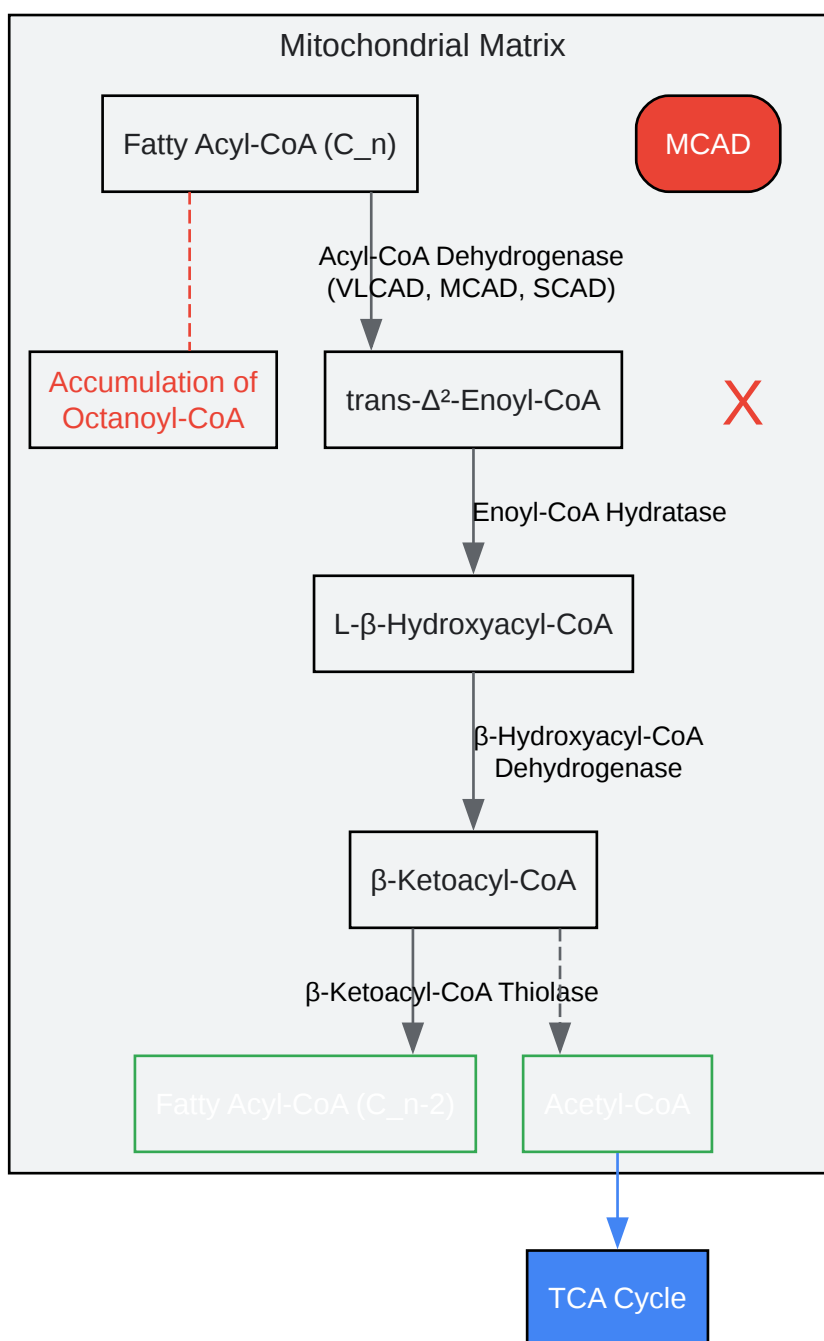 Mitochondrial Matrix
Fatty Acyl-CoA (C_n)
MCAD
Acyl-CoA Dehydrogenase
(VLCAD, MCAD, SCAD)
Accumulation of
Octanoyl-CoA
trans-Δ²-Enoyl-CoA
X
Enoyl-CoA Hydratase
L-β-Hydroxyacyl-CoA
β-Hydroxyacyl-CoA
Dehydrogenase
β-Ketoacyl-CoA
β-Ketoacyl-CoA Thiolase
Fatty Acyl-CoA (C_n-2)
Acetyl-CoA
TCA Cycle